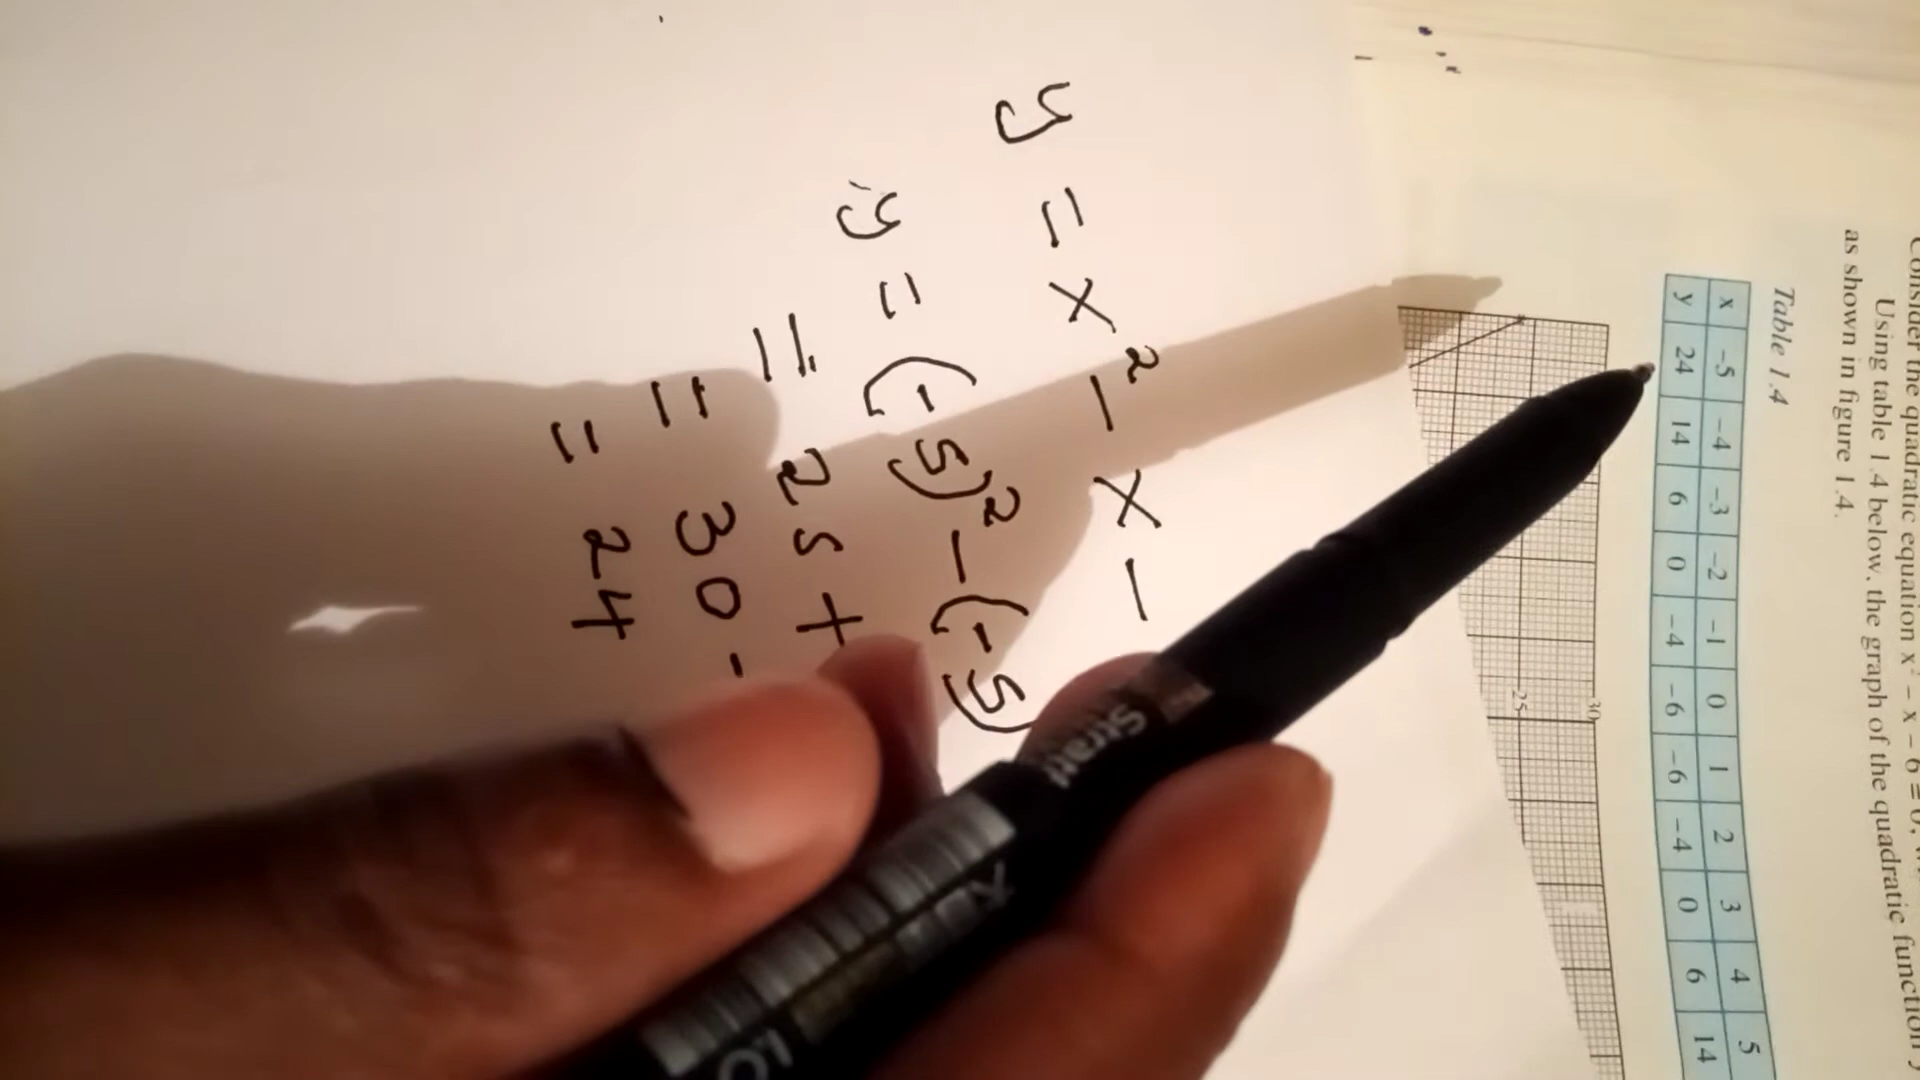 Consider the quadratic equation x² – x – 6 = 0,
Using table 1.4 below, the graph of the quadratic function
as shown in figure 1.4.
Table 1.4
x -5 -4 -3 -2 -1 0 1 2 3 4 5
y 24 14 6 0 -4 -6 -6 -4 0 6 14
30
25
y = x² - x -
y = (-5)² - (-5)
= 25 +
= 30 -
= 24